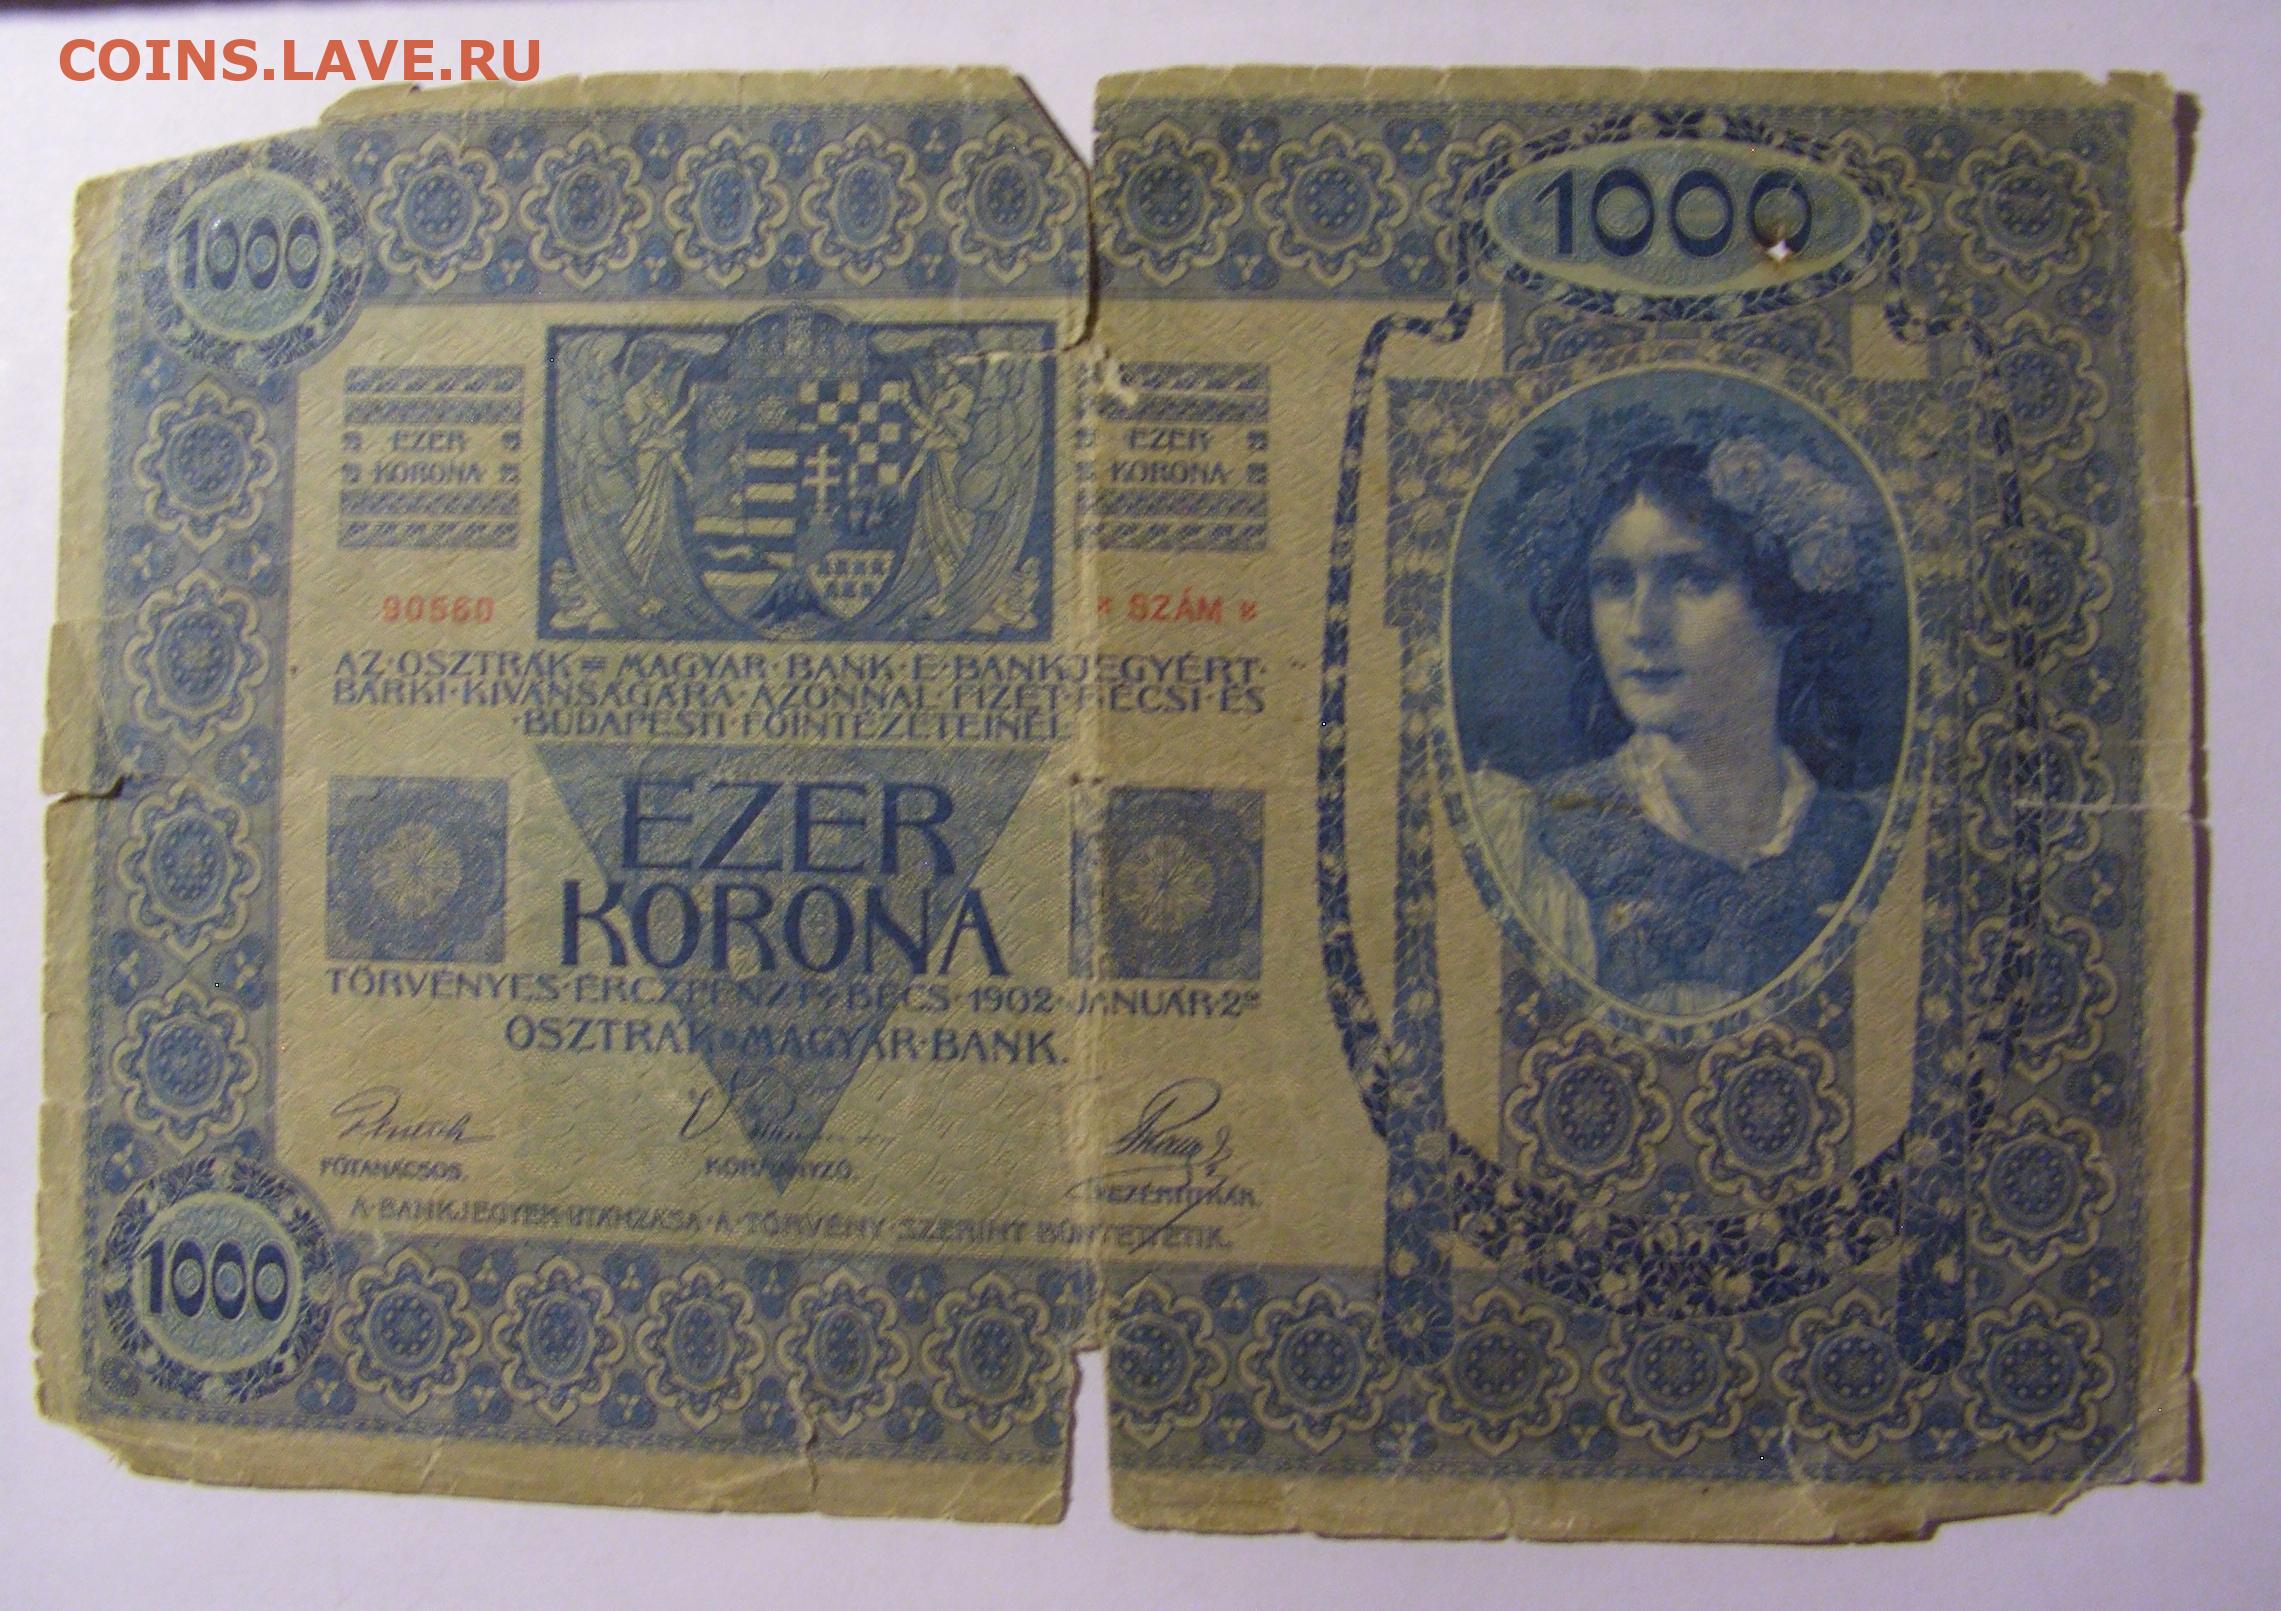 COINS.LAVE.RU
1000
1000
EZER
KORONA
EZER
KORONA
90560
SZÁM
AZ·OSZTRÁK=MAGYAR·BANK·E·BANKJEGYÉRT·
BÁRKI·KÍVÁNSÁGÁRA·AZONNAL·FIZET·BÉCSI·ÉS
·BUDAPESTI·FŐINTÉZETEINÉL
EZER
KORONA
TÖRVÉNYES·ÉRCZPÉNZT·BÉCS·1902·JANUÁR·2
OSZTRÁK=MAGYAR·BANK.
FŐTANÁCSOS.
KORMÁNYZÓ.
VEZÉRTITKÁR.
A·BANKJEGYEK·UTÁNZÁSA·A·TÖRVÉNY·SZERINT·BÜNTETTETIK.
1000